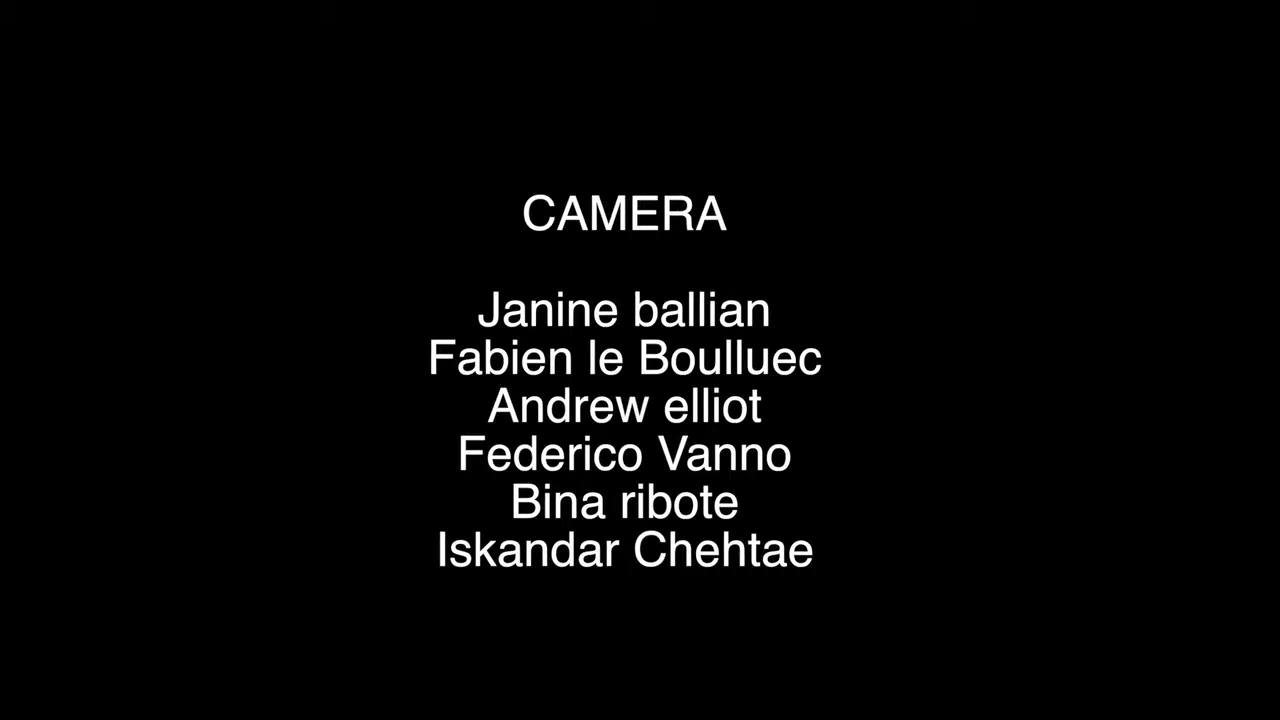 CAMERA
Janine ballian
Fabien le Boulluec
Andrew elliot
Federico Vanno
Bina ribote
Iskandar Chehtae